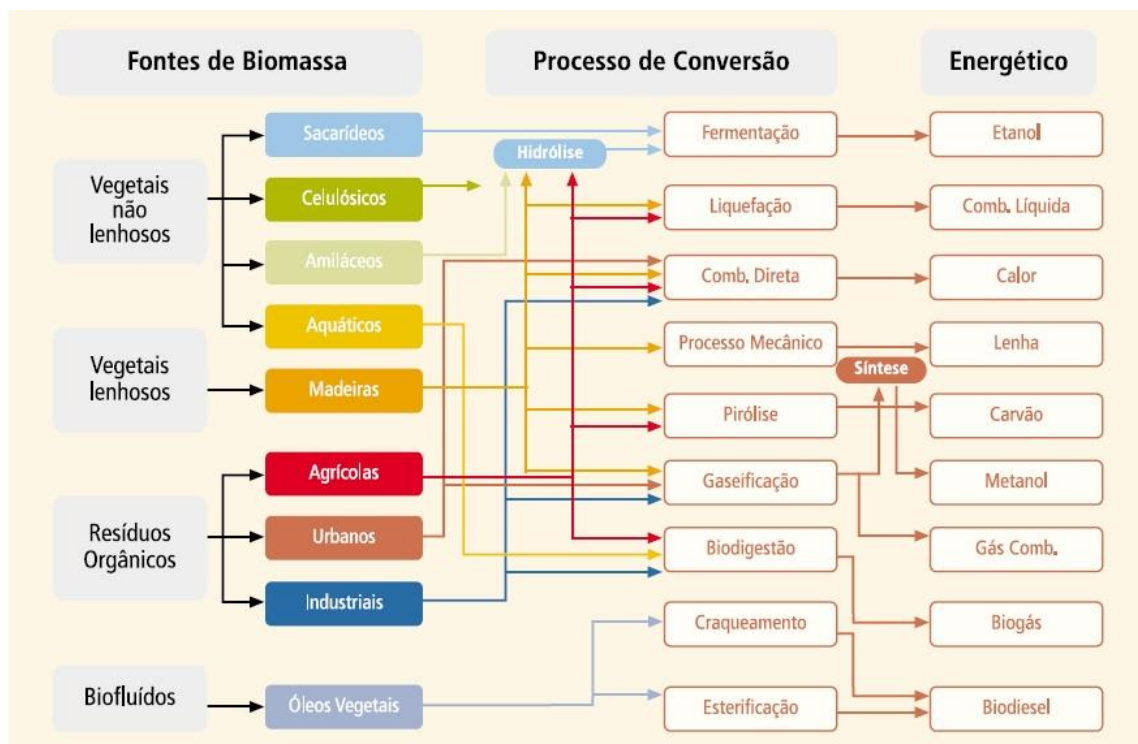 Fontes de Biomassa
Processo de Conversão
Energético
Vegetais
não
lenhosos
Vegetais
lenhosos
Resíduos
Orgânicos
Biofluídos
Sacarídeos
Celulósicos
Amiláceos
Aquáticos
Madeiras
Agrícolas
Urbanos
Industriais
Óleos Vegetais
Hidrólise
Fermentação
Liquefação
Comb. Direta
Processo Mecânico
Pirólise
Gaseificação
Biodigestão
Craqueamento
Esterificação
Síntese
Etanol
Comb. Líquida
Calor
Lenha
Carvão
Metanol
Gás Comb.
Biogás
Biodiesel